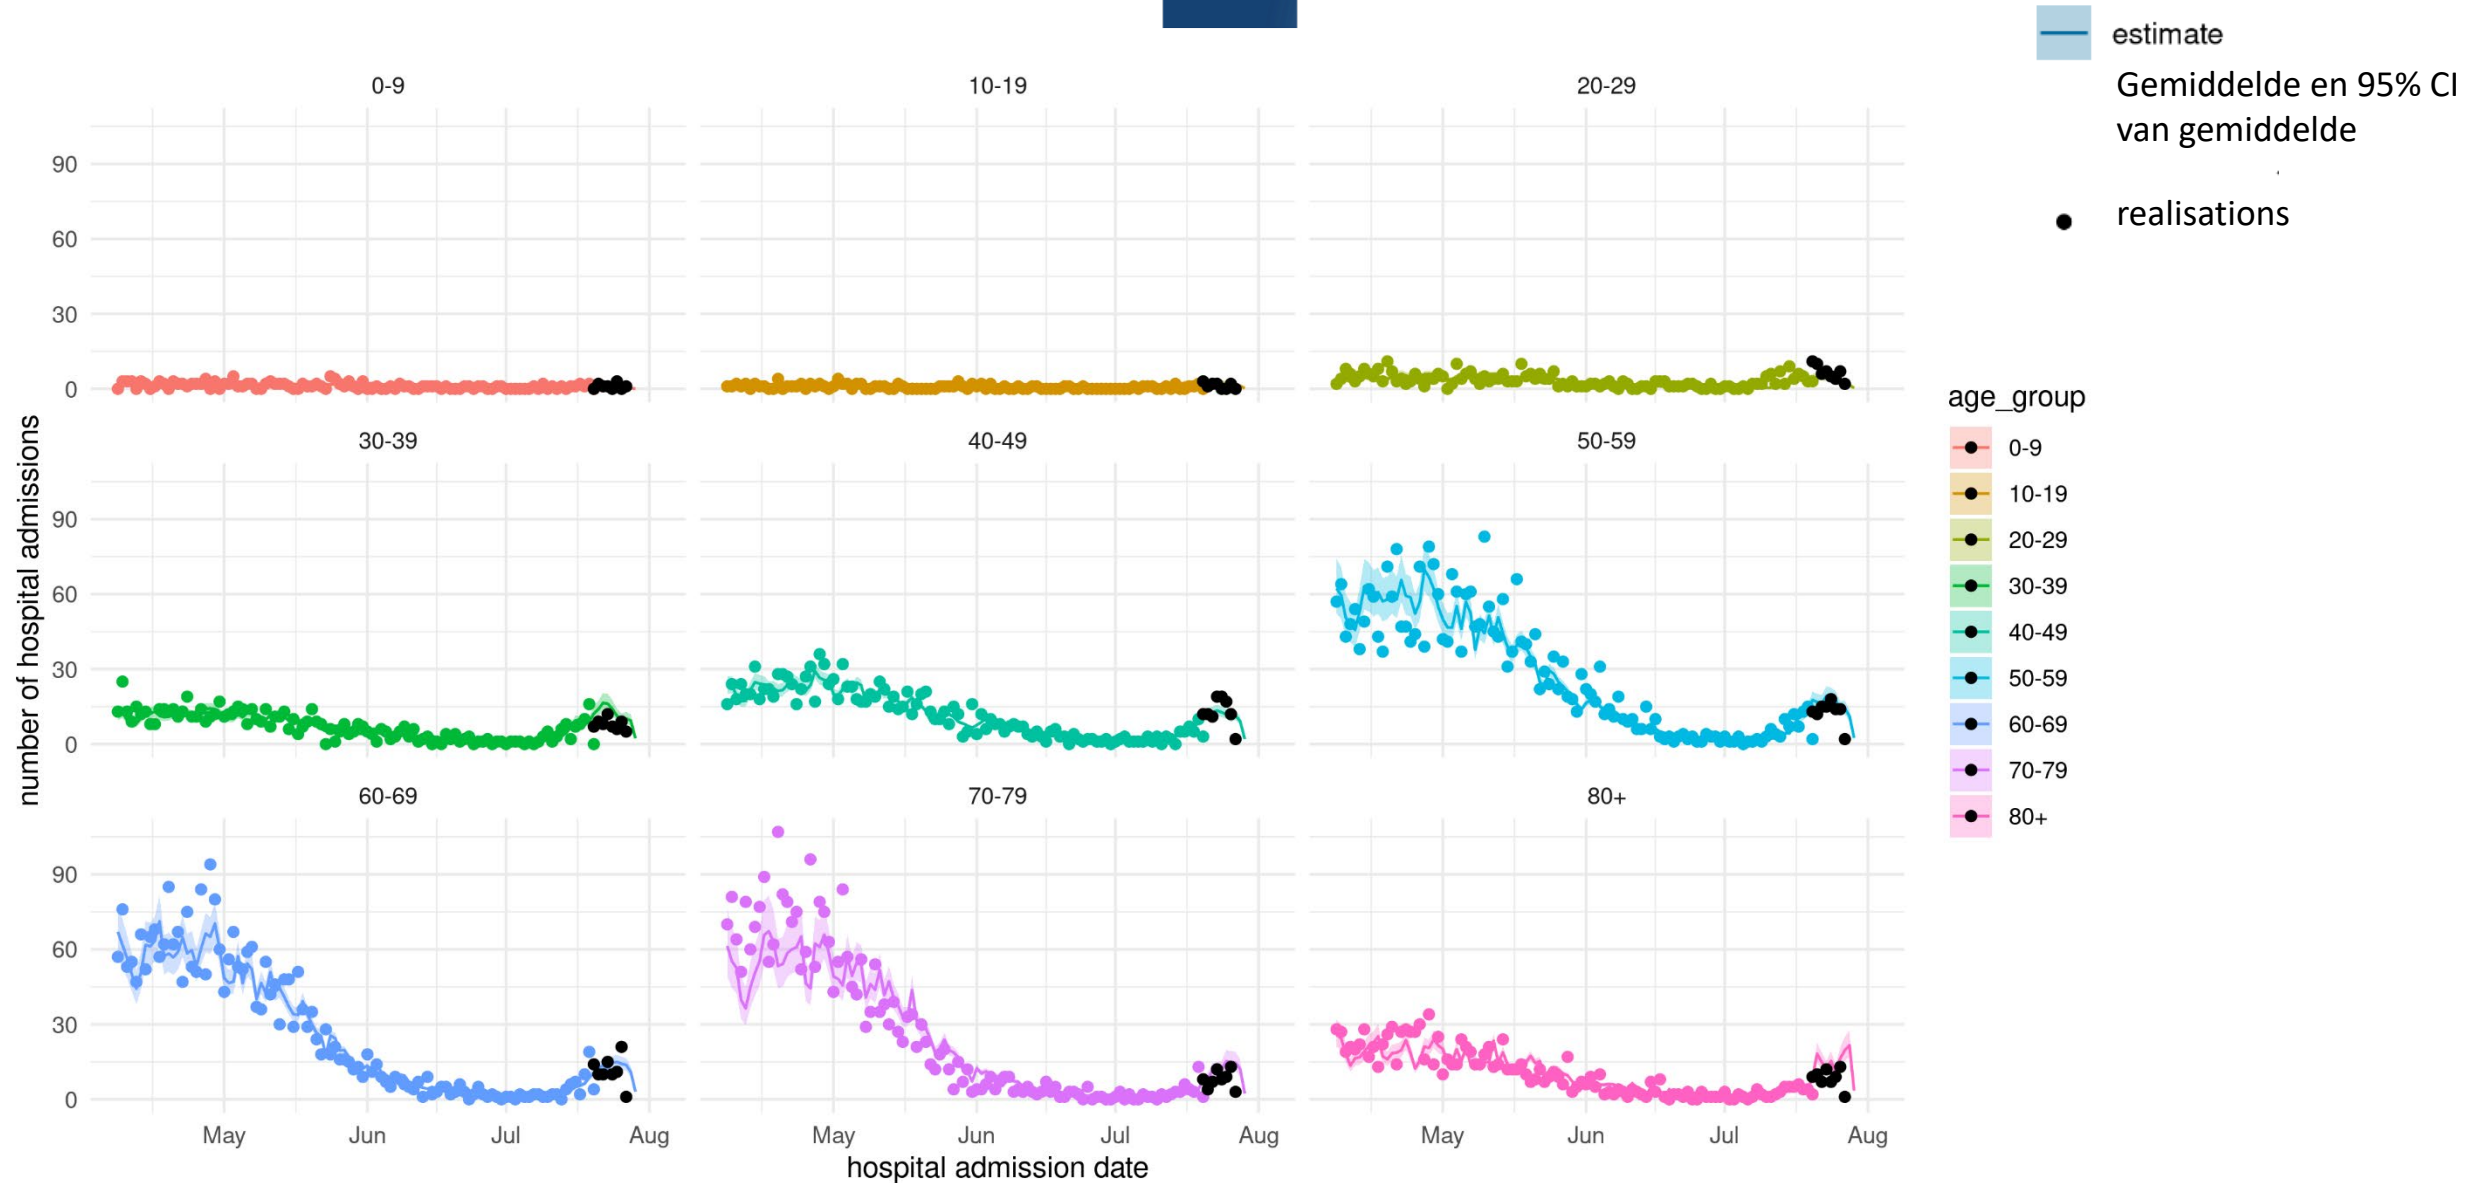 estimate
Gemiddelde en 95% CI
van gemiddelde
realisations
0-9
10-19
20-29
90
60
30
0
30-39
40-49
50-59
90
60
30
0
60-69
70-79
80+
90
60
30
0
May
Jun
Jul
Aug
May
Jun
Jul
Aug
May
Jun
Jul
Aug
hospital admission date
number of hospital admissions
age_group
0-9
10-19
20-29
30-39
40-49
50-59
60-69
70-79
80+